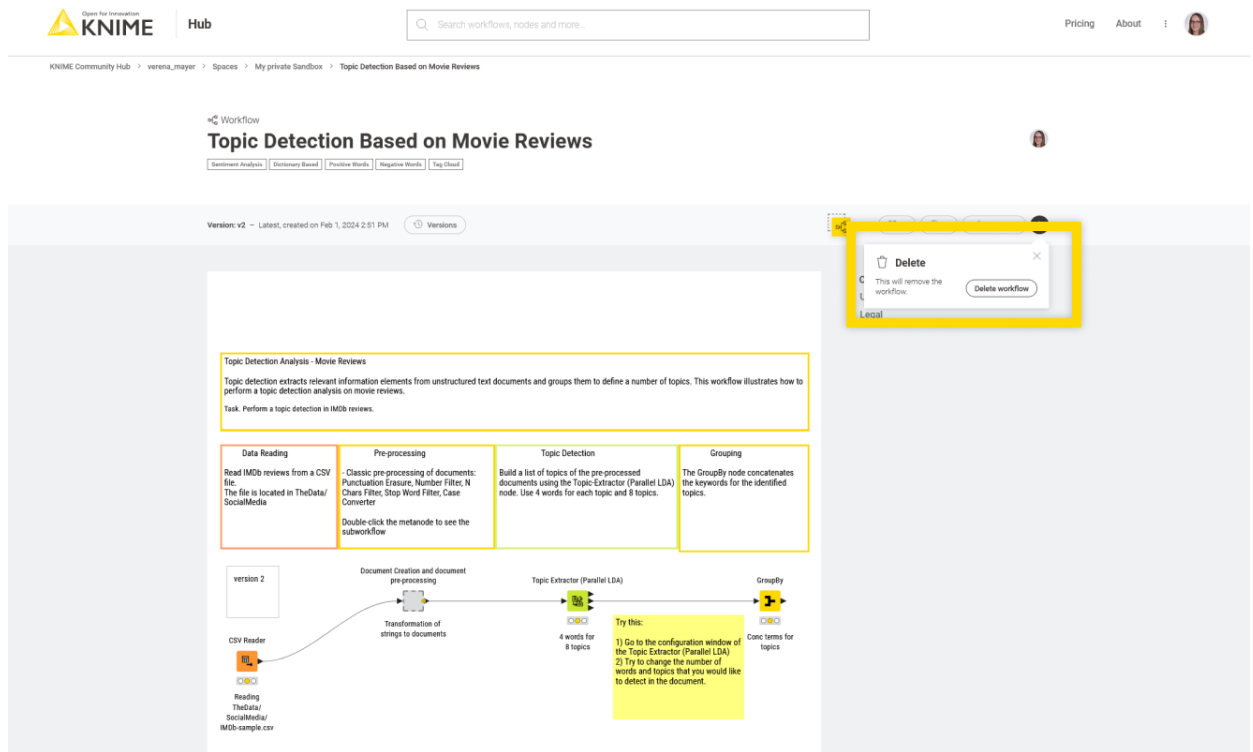 Open for Innovation
KNIME
Hub
Search workflows, nodes and more...
Pricing
About
KNIME Community Hub > verena_mayer > Spaces > My private Sandbox > Topic Detection Based on Movie Reviews
Workflow
Topic Detection Based on Movie Reviews
Sentiment Analysis
Dictionary Based
Positive Words
Negative Words
Tag Cloud
Version: v2 – Latest, created on Feb 1, 2024 2:51 PM
Versions
Delete
This will remove the
workflow.
Delete workflow
Legal
Topic Detection Analysis - Movie Reviews
Topic detection extracts relevant information elements from unstructured text documents and groups them to define a number of topics. This workflow illustrates how to
perform a topic detection analysis on movie reviews.
Task. Perform a topic detection in IMDb reviews.
Data Reading
Read IMDb reviews from a CSV
file.
The file is located in TheData/
SocialMedia
Pre-processing
- Classic pre-processing of documents:
Punctuation Erasure, Number Filter, N
Chars Filter, Stop Word Filter, Case
Converter
Double-click the metanode to see the
subworkflow
Topic Detection
Build a list of topics of the pre-processed
documents using the Topic-Extractor (Parallel LDA)
node. Use 4 words for each topic and 8 topics.
Grouping
The GroupBy node concatenates
the keywords for the identified
topics.
version 2
Document Creation and document
pre-processing
Transformation of
strings to documents
Topic Extractor (Parallel LDA)
4 words for
8 topics
GroupBy
Conc terms for
topics
Try this:
1) Go to the configuration window of
the Topic Extractor (Parallel LDA)
2) Try to change the number of
words and topics that you would like
to detect in the document.
CSV Reader
Reading
TheData/
SocialMedia/
IMDb-sample.csv